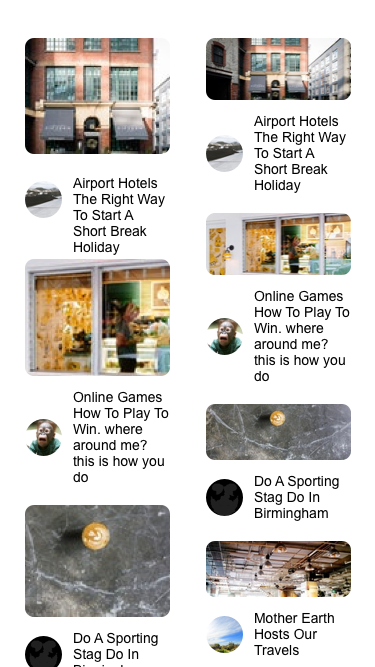 Airport Hotels
The Right Way
To Start A
Short Break
Holiday
Online Games
How To Play To
Win. where
around me?
this is how you
do
Do A Sporting
Stag Do In
Airport Hotels
The Right Way
To Start A
Short Break
Holiday
Online Games
How To Play To
Win. where
around me?
this is how you
do
Do A Sporting
Stag Do In
Birmingham
Mother Earth
Hosts Our
Travels